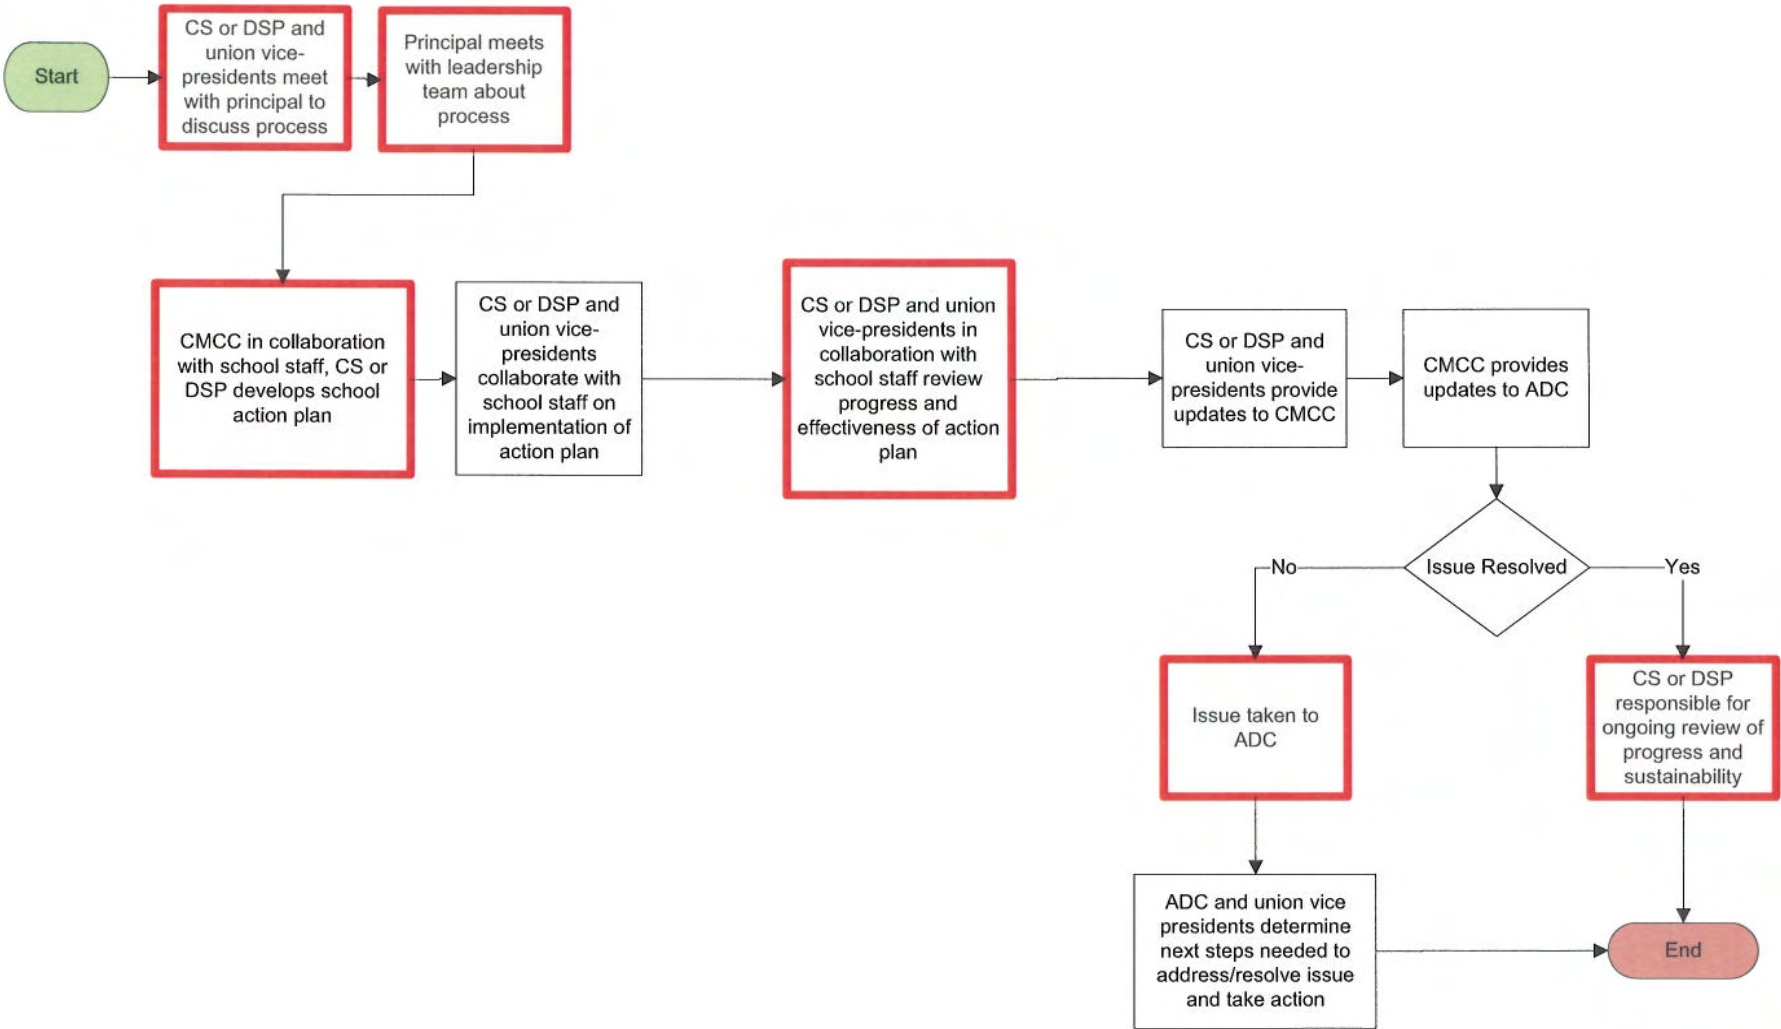 Start
CS or DSP and
union vice-
presidents meet
with principal to
discuss process
Principal meets
with leadership
team about
process
CMCC in collaboration
with school staff, CS or
DSP develops school
action plan
CS or DSP and
union vice-
presidents
collaborate with
school staff on
implementation of
action plan
CS or DSP and union
vice-presidents in
collaboration with
school staff review
progress and
effectiveness of action
plan
CS or DSP and
union vice-
presidents provide
updates to CMCC
CMCC provides
updates to ADC
Issue Resolved
No
Yes
Issue taken to
ADC
CS or DSP
responsible for
ongoing review of
progress and
sustainability
ADC and union vice
presidents determine
next steps needed to
address/resolve issue
and take action
End